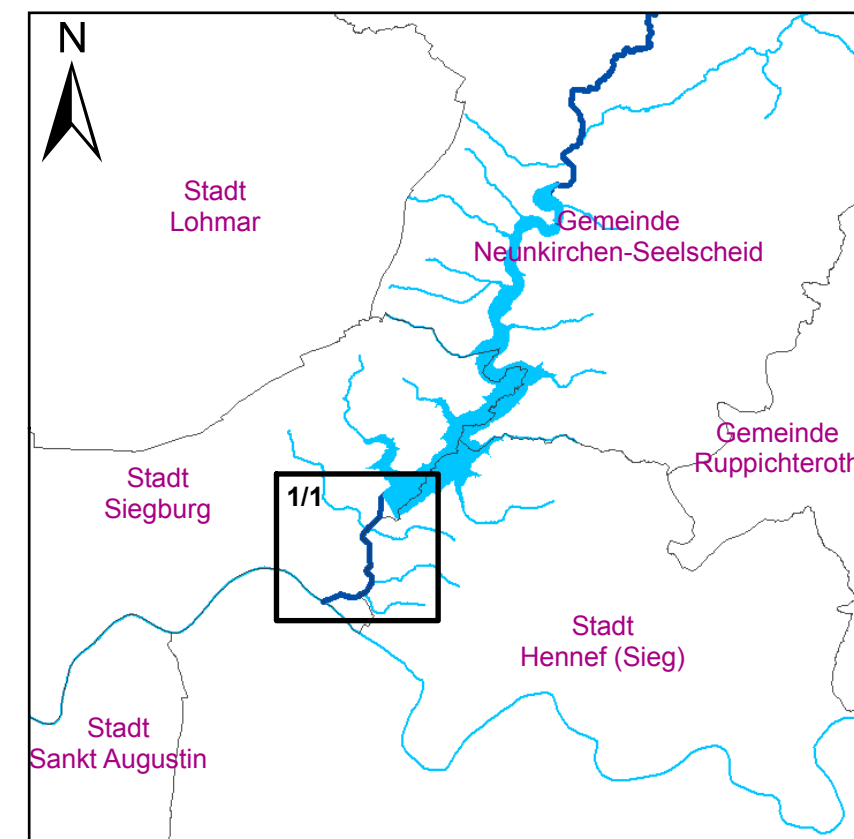 N
Stadt
Lohmar
Gemeinde
Neunkirchen-Seelscheid
Gemeinde
Ruppichteroth
Stadt
Siegburg
1/1
Stadt
Hennef (Sieg)
Stadt
Sankt Augustin